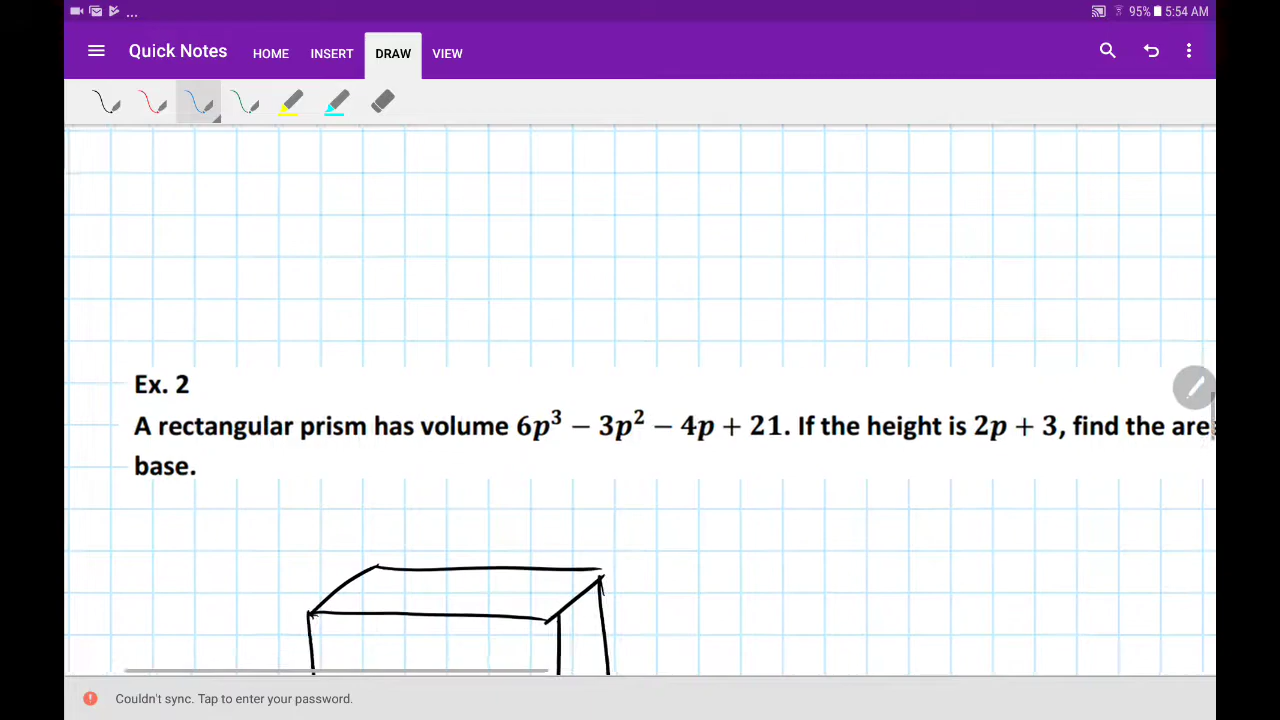 ... 95% 5:54 AM
Quick Notes HOME INSERT DRAW VIEW
Ex. 2
A rectangular prism has volume 6p³ − 3p² − 4p + 21. If the height is 2p + 3, find the are
base.
Couldn't sync. Tap to enter your password.